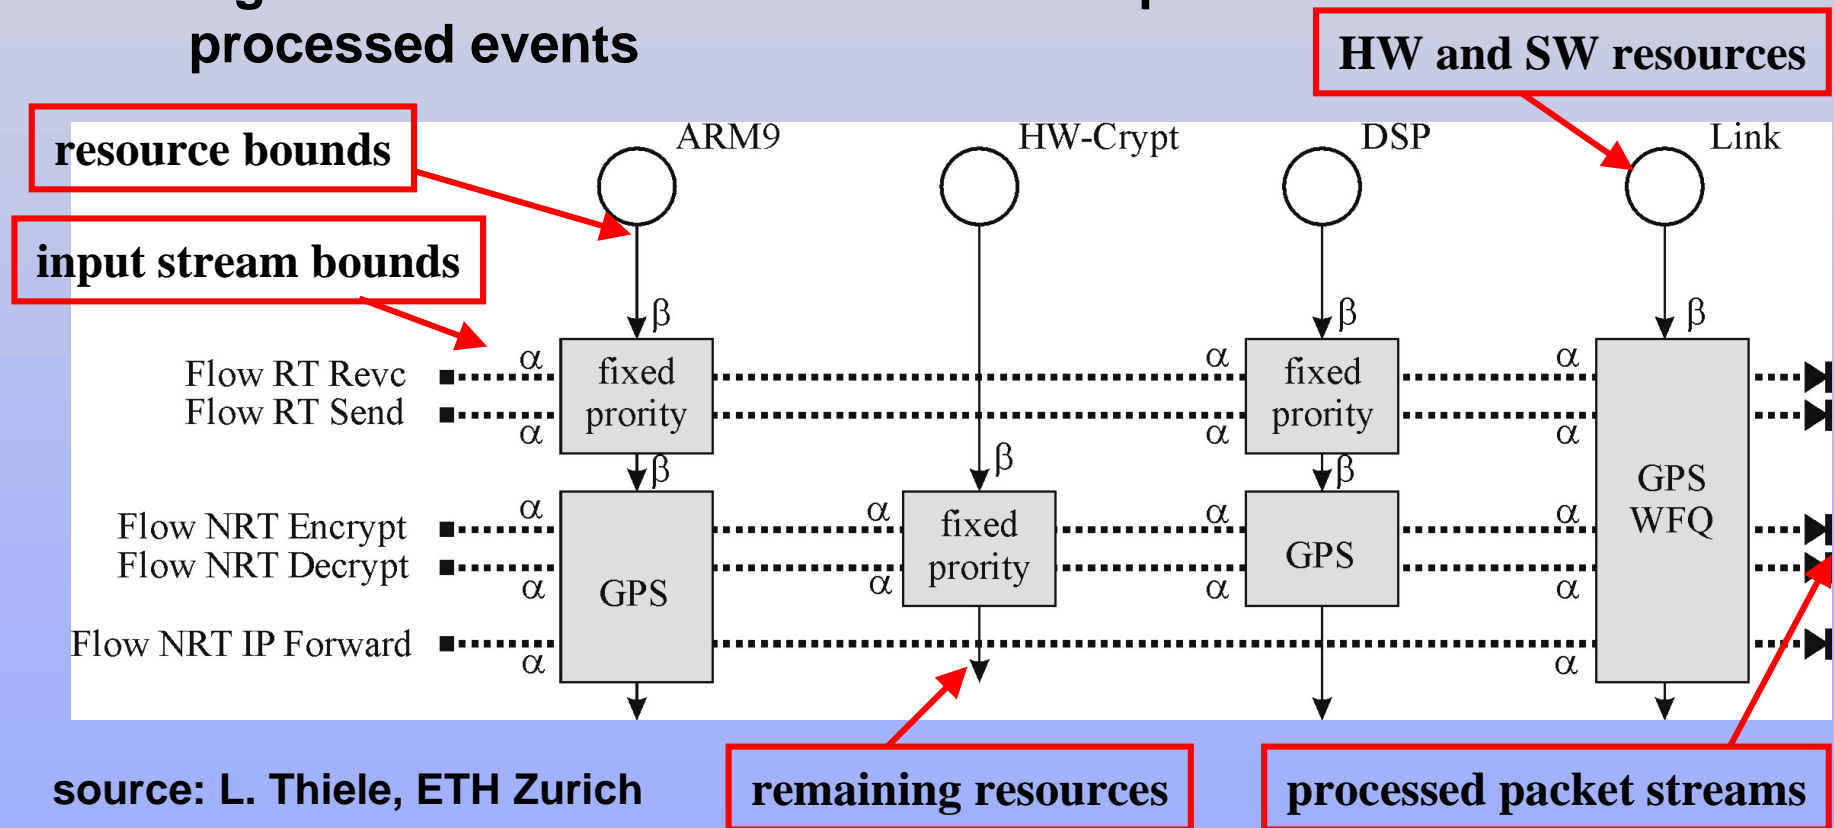 processed events
HW and SW resources
resource bounds
ARM9
HW-Crypt
DSP
Link
input stream bounds
β
β
β
Flow RT Revc
α
fixed
prority
α
fixed
prority
α
Flow RT Send
α
α
α
β
β
β
GPS
WFQ
Flow NRT Encrypt
α
α
fixed
prority
α
α
Flow NRT Decrypt
α
GPS
α
α
GPS
α
Flow NRT IP Forward
α
α
source: L. Thiele, ETH Zurich
remaining resources
processed packet streams